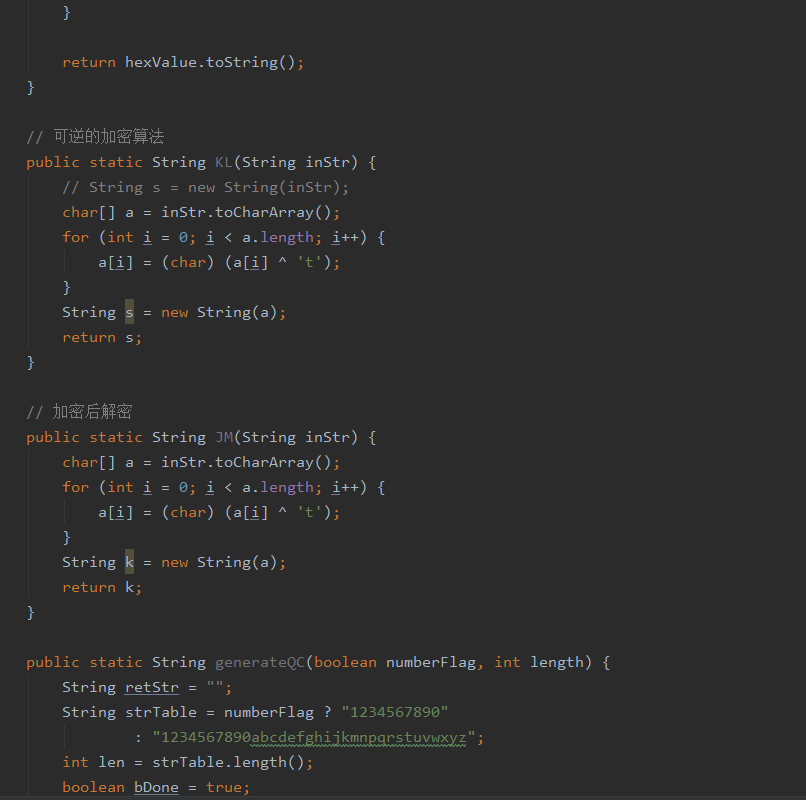 }
return hexValue.toString();
}
// 可逆的加密算法
public static String KL(String inStr) {
// String s = new String(inStr);
char[] a = inStr.toCharArray();
for (int i = 0; i < a.length; i++) {
a[i] = (char) (a[i] ^ 't');
}
String s = new String(a);
return s;
}
// 加密后解密
public static String JM(String inStr) {
char[] a = inStr.toCharArray();
for (int i = 0; i < a.length; i++) {
a[i] = (char) (a[i] ^ 't');
}
String k = new String(a);
return k;
}
public static String generateQC(boolean numberFlag, int length) {
String retStr = "";
String strTable = numberFlag ? "1234567890"
: "1234567890abcdefghijkmnpqrstuvwxyz";
int len = strTable.length();
boolean bDone = true;